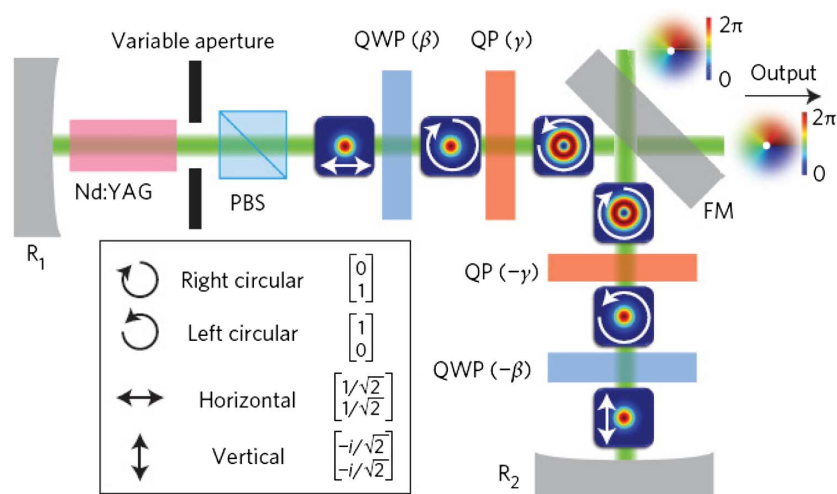 Variable aperture
QWP (β)
QP (γ)
2π
0
Output
2π
0
Nd:YAG
PBS
FM
R1
QP (−γ)
QWP (−β)
R2
Right circular [0 1]
Left circular [1 0]
Horizontal [1/√2 1/√2]
Vertical [−i/√2 −i/√2]